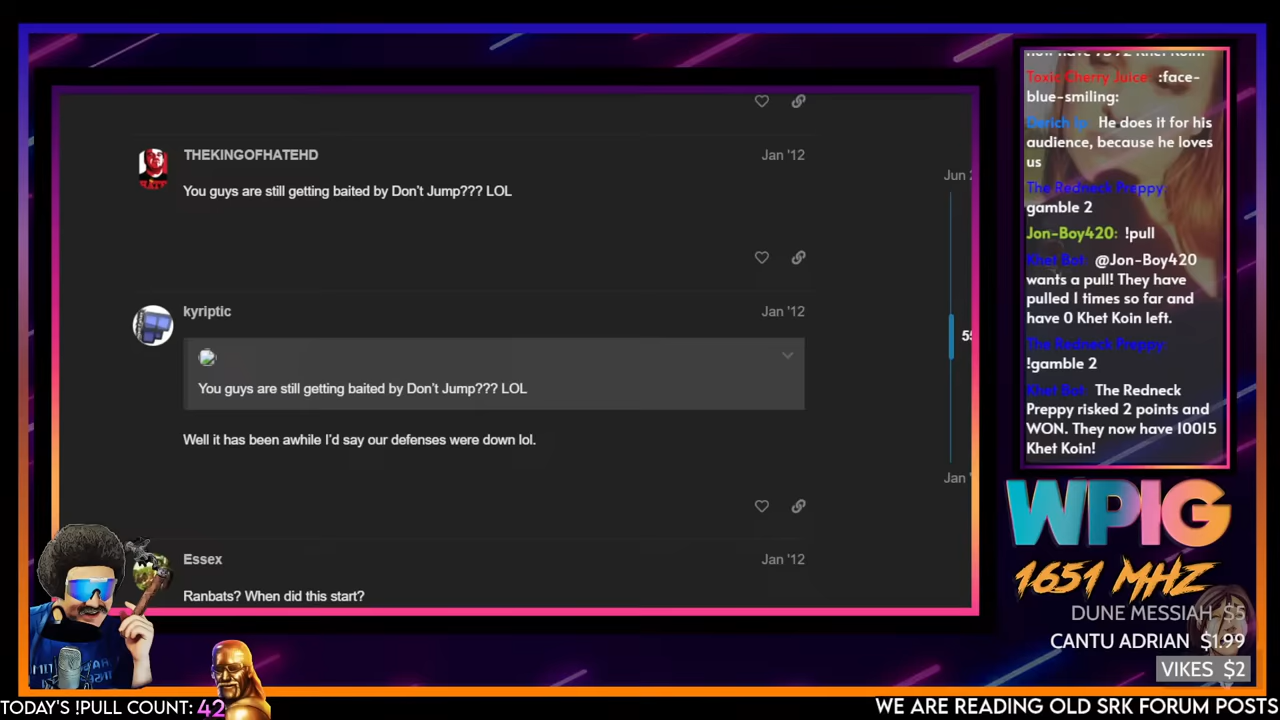 THEKINGOFHATEHD
Jan '12
You guys are still getting baited by Don't Jump??? LOL
kyriptic
Jan '12
You guys are still getting baited by Don't Jump??? LOL
Well it has been awhile I'd say our defenses were down lol.
Essex
Jan '12
Ranbats? When did this start?
Jun
Jan
Toxic Cherry Juice: :face-
blue-smiling:
He does it for his
audience, because he loves
us
The Redneck Preppy
gamble 2
Jon-Boy420: !pull
Khet Bot: @Jon-Boy420
wants a pull! They have
pulled 1 times so far and
have 0 Khet Koin left.
The Redneck Preppy
!gamble 2
Khet Bot: The Redneck
Preppy risked 2 points and
WON. They now have 10015
Khet Koin!
WPIG
1651 MHZ
DUNE MESSIAH $5
CANTU ADRIAN $1.99
VIKES $2
TODAY'S !PULL COUNT: 42
WE ARE READING OLD SRK FORUM POSTS